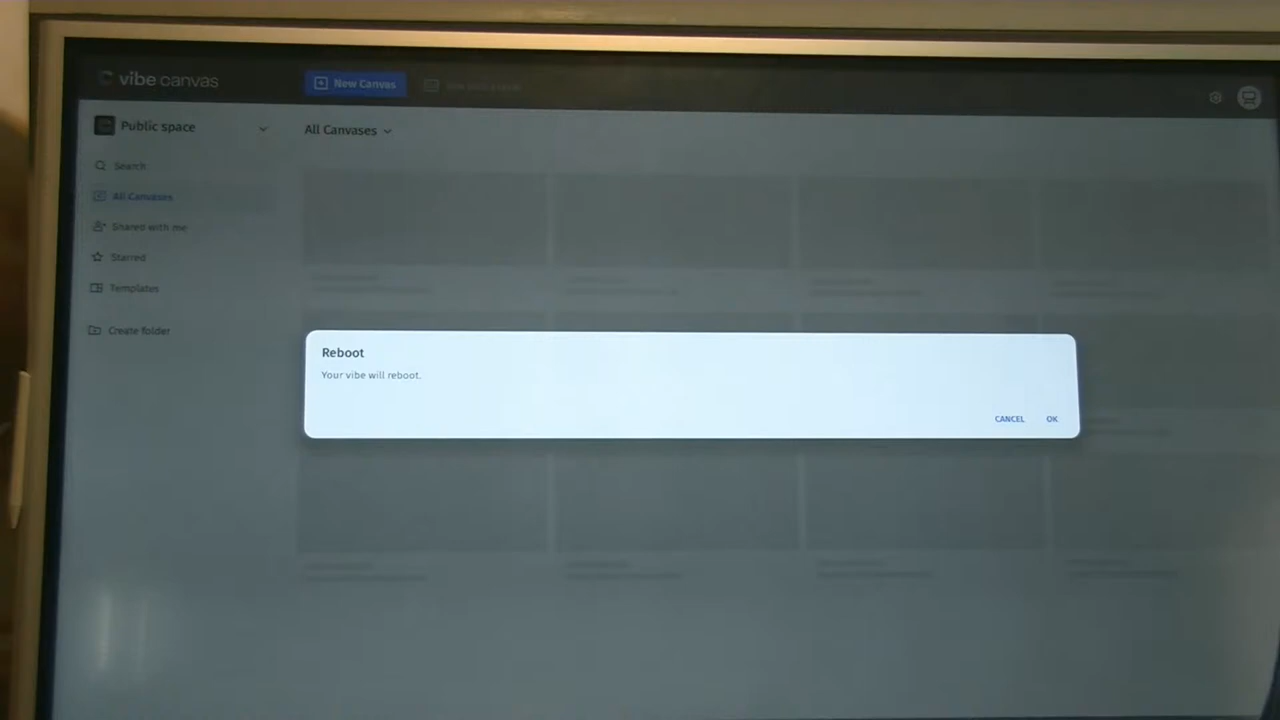 vibe canvas
New Canvas
Public space
All Canvases
Search
All Canvases
Shared with me
Starred
Templates
Create folder
Reboot
Your vibe will reboot.
CANCEL OK